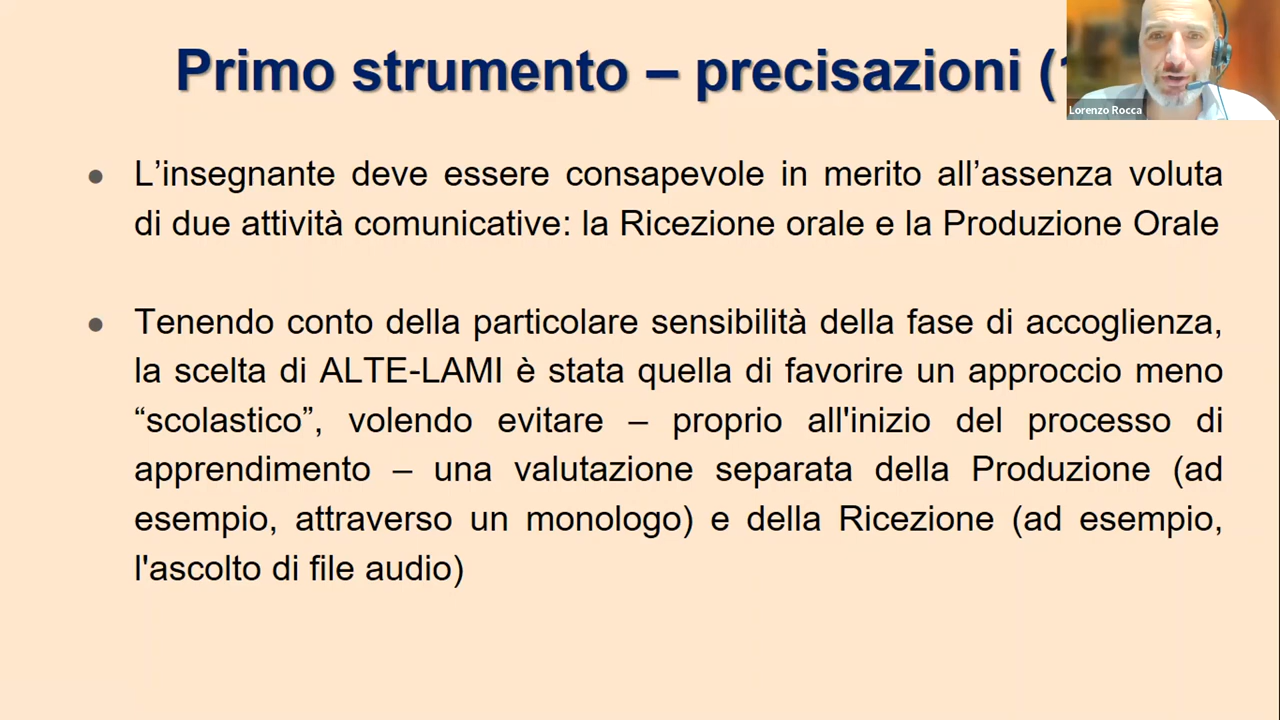 Primo strumento – precisazioni (
Lorenzo Rocca
● L’insegnante deve essere consapevole in merito all’assenza voluta
di due attività comunicative: la Ricezione orale e la Produzione Orale
● Tenendo conto della particolare sensibilità della fase di accoglienza,
la scelta di ALTE-LAMI è stata quella di favorire un approccio meno
“scolastico”, volendo evitare – proprio all'inizio del processo di
apprendimento – una valutazione separata della Produzione (ad
esempio, attraverso un monologo) e della Ricezione (ad esempio,
l'ascolto di file audio)